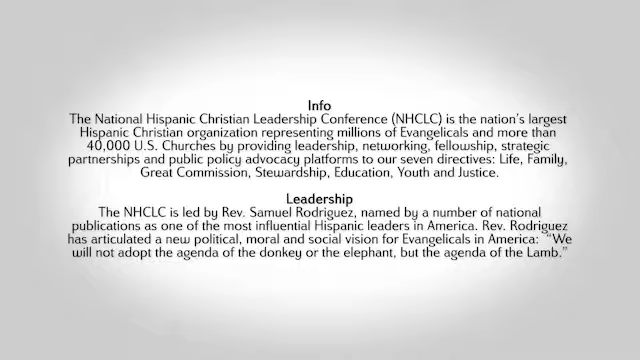 Info
The National Hispanic Christian Leadership Conference (NHCLC) is the nation's largest
Hispanic Christian organization representing millions of Evangelicals and more than
40,000 U.S. Churches by providing leadership, networking, fellowship, strategic
partnerships and public policy advocacy platforms to our seven directives: Life, Family,
Great Commission, Stewardship, Education, Youth and Justice.
Leadership
The NHCLC is led by Rev. Samuel Rodriguez, named by a number of national
publications as one of the most influential Hispanic leaders in America. Rev. Rodriguez
has articulated a new political, moral and social vision for Evangelicals in America: "We
will not adopt the agenda of the donkey or the elephant, but the agenda of the Lamb."